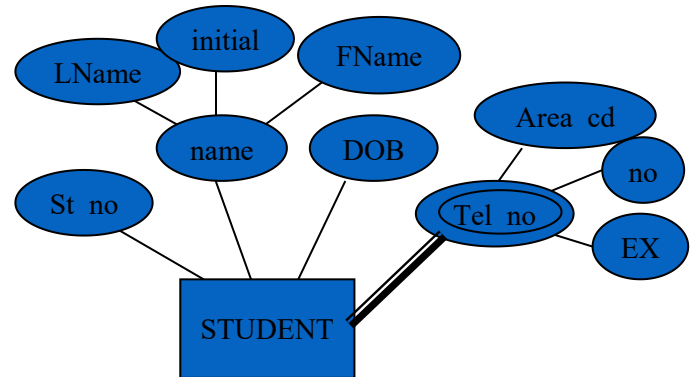 initial
LName
FName
name
DOB
Area cd
no
St no
Tel no
EX
STUDENT